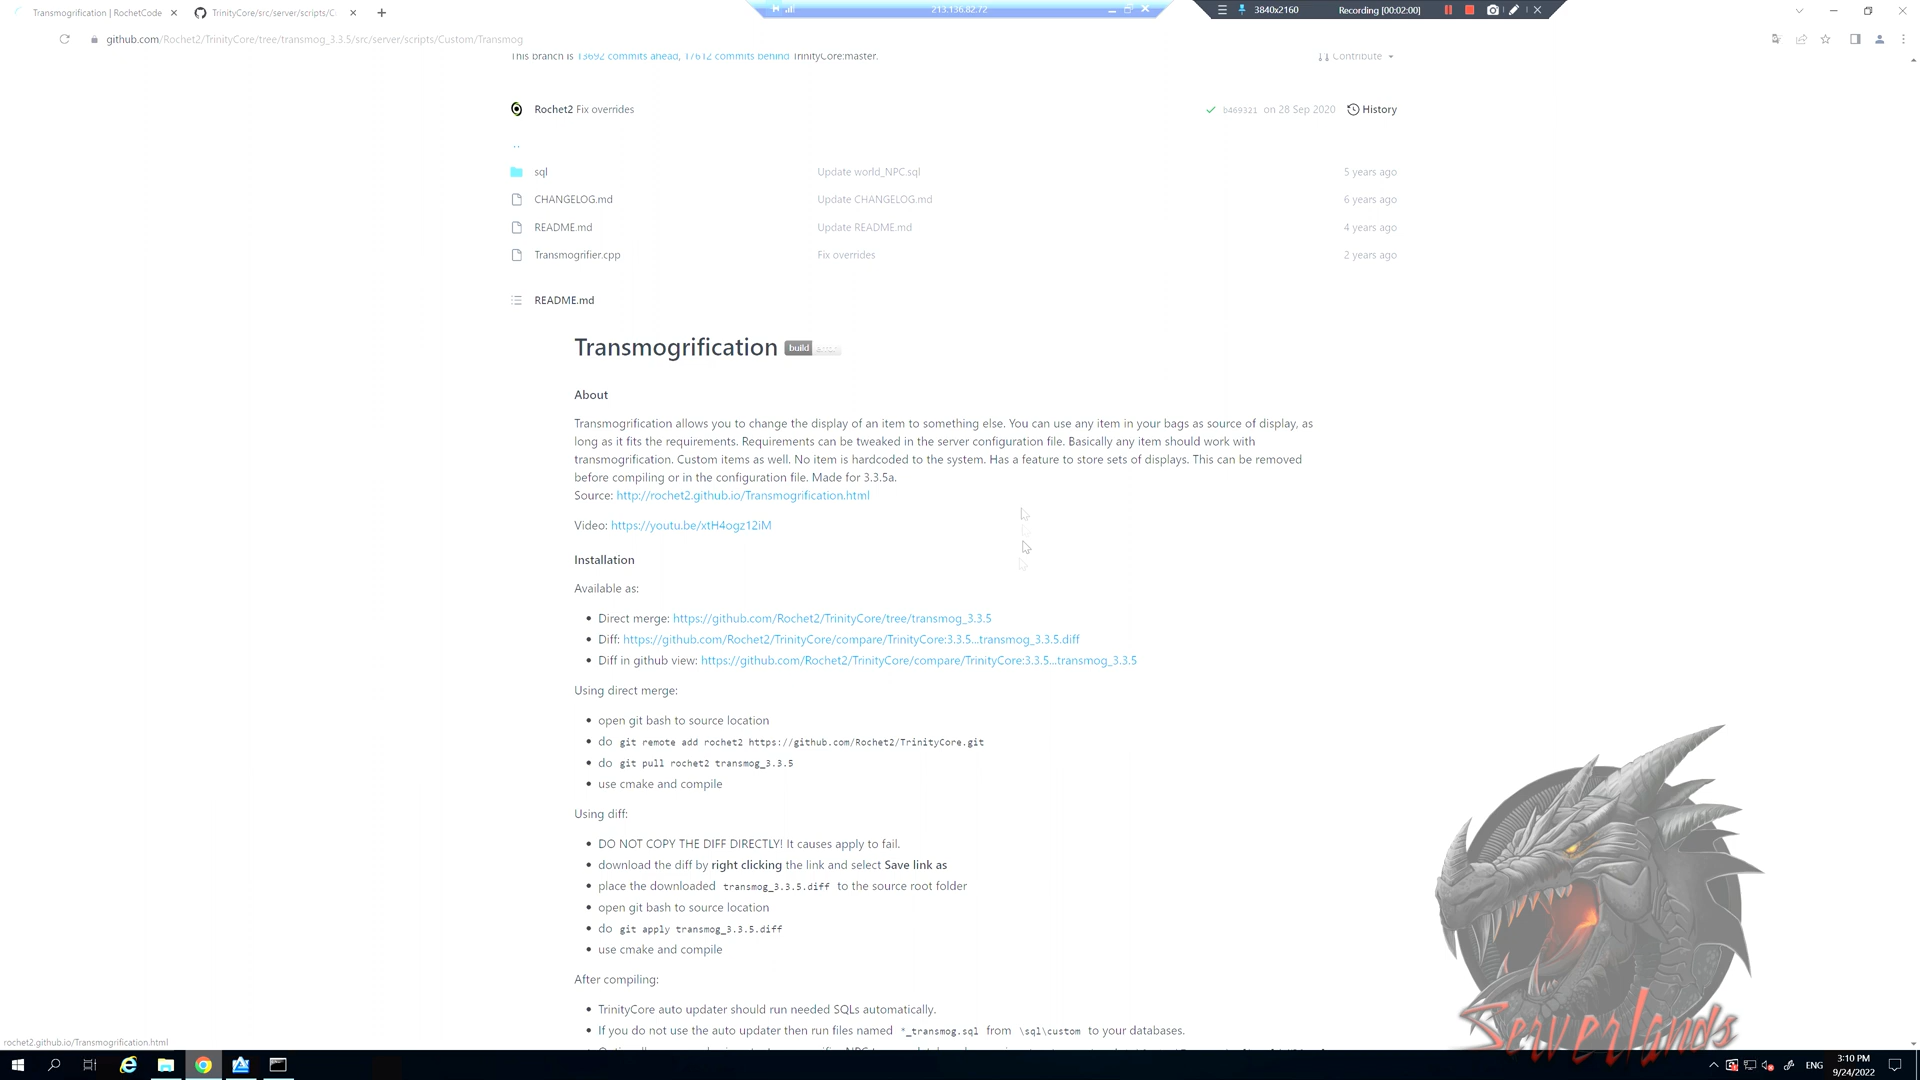 Transmogrification | RochetCode
TrinityCore/src/server/scripts/Cu
213.136.82.72
3840x2160
Recording [00:02:00]
github.com/Rochet2/TrinityCore/tree/transmog_3.3.5/src/server/scripts/Custom/Transmog
This branch is 13692 commits ahead, 17612 commits behind TrinityCore:master.
Contribute
Rochet2 Fix overrides
b469321 on 28 Sep 2020
History
..
sql Update world_NPC.sql 5 years ago
CHANGELOG.md Update CHANGELOG.md 6 years ago
README.md Update README.md 4 years ago
Transmogrifier.cpp Fix overrides 2 years ago
README.md
Transmogrification build error
About
Transmogrification allows you to change the display of an item to something else. You can use any item in your bags as source of display, as
long as it fits the requirements. Requirements can be tweaked in the server configuration file. Basically any item should work with
transmogrification. Custom items as well. No item is hardcoded to the system. Has a feature to store sets of displays. This can be removed
before compiling or in the configuration file. Made for 3.3.5a.
Source: http://rochet2.github.io/Transmogrification.html
Video: https://youtu.be/xtH4ogz12iM
Installation
Available as:
• Direct merge: https://github.com/Rochet2/TrinityCore/tree/transmog_3.3.5
• Diff: https://github.com/Rochet2/TrinityCore/compare/TrinityCore:3.3.5...transmog_3.3.5.diff
• Diff in github view: https://github.com/Rochet2/TrinityCore/compare/TrinityCore:3.3.5...transmog_3.3.5
Using direct merge:
• open git bash to source location
• do git remote add rochet2 https://github.com/Rochet2/TrinityCore.git
• do git pull rochet2 transmog_3.3.5
• use cmake and compile
Using diff:
• DO NOT COPY THE DIFF DIRECTLY! It causes apply to fail.
• download the diff by right clicking the link and select Save link as
• place the downloaded transmog_3.3.5.diff to the source root folder
• open git bash to source location
• do git apply transmog_3.3.5.diff
• use cmake and compile
After compiling:
• TrinityCore auto updater should run needed SQLs automatically.
• If you do not use the auto updater then run files named *_transmog.sql from \sql\custom to your databases.
Serverlands
rochet2.github.io/Transmogrification.html
ENG
3:10 PM
9/24/2022